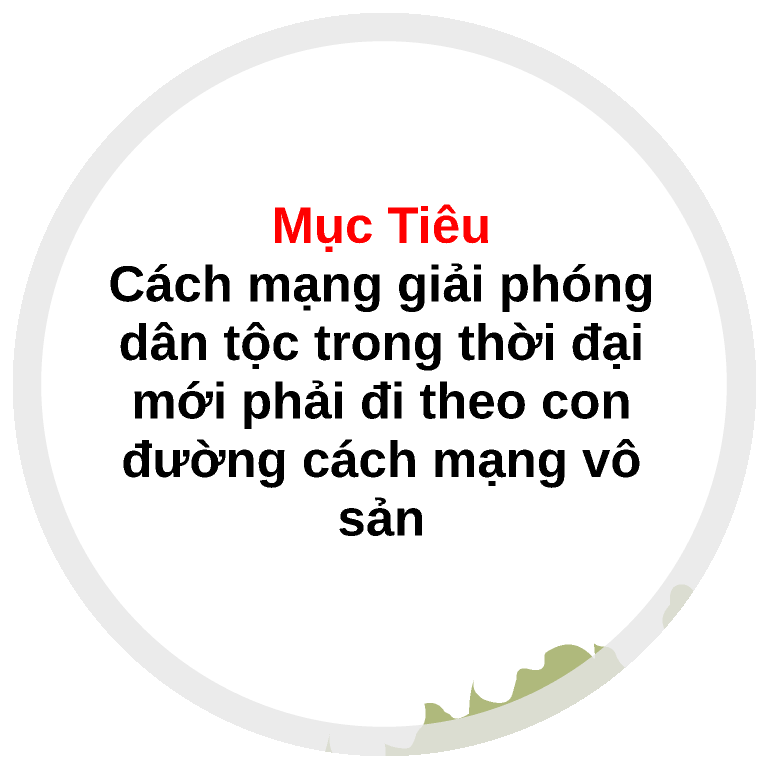 Mục Tiêu
Cách mạng giải phóng
dân tộc trong thời đại
mới phải đi theo con
đường cách mạng vô
sản